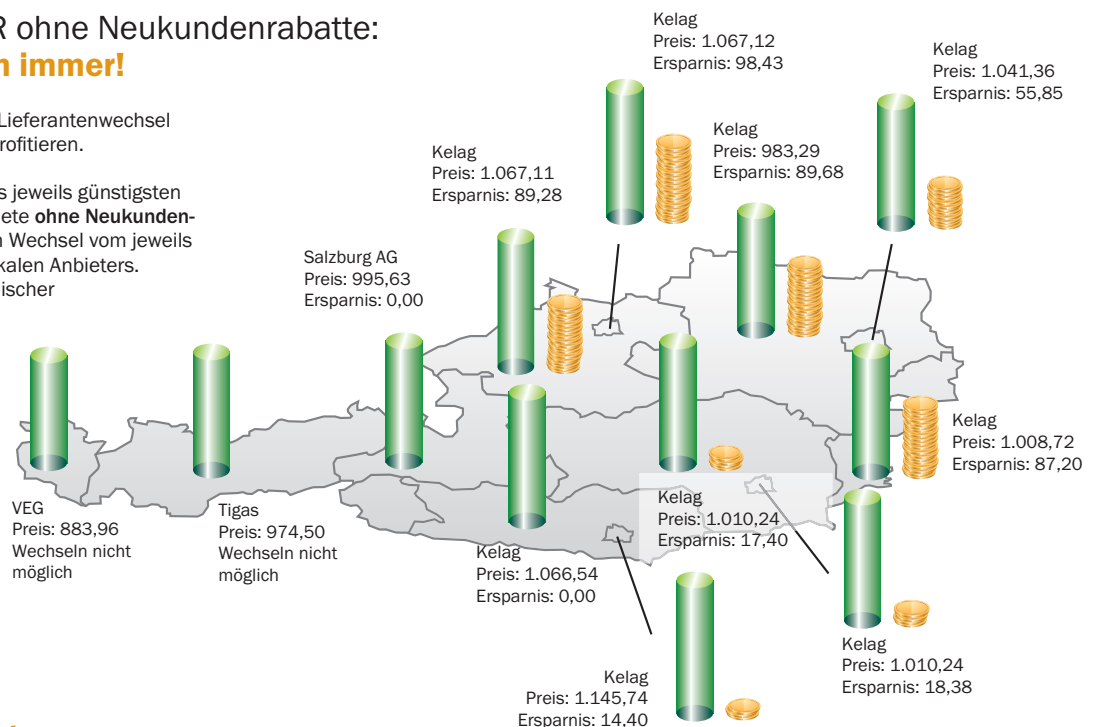 R ohne Neukundenrabatte:
n immer!
Lieferantenwechsel
rofitieren.
s jeweils günstigsten
iete ohne Neukunden-
n Wechsel vom jeweils
kalen Anbieters.
ischer
Kelag
Preis: 1.067,12
Ersparnis: 98,43
Kelag
Preis: 1.041,36
Ersparnis: 55,85
Kelag
Preis: 983,29
Ersparnis: 89,68
Kelag
Preis: 1.067,11
Ersparnis: 89,28
Salzburg AG
Preis: 995,63
Ersparnis: 0,00
Kelag
Preis: 1.008,72
Ersparnis: 87,20
VEG
Preis: 883,96
Wechseln nicht
möglich
Tigas
Preis: 974,50
Wechseln nicht
möglich
Kelag
Preis: 1.010,24
Ersparnis: 17,40
Kelag
Preis: 1.066,54
Ersparnis: 0,00
Kelag
Preis: 1.010,24
Ersparnis: 18,38
Kelag
Preis: 1.145,74
Ersparnis: 14,40